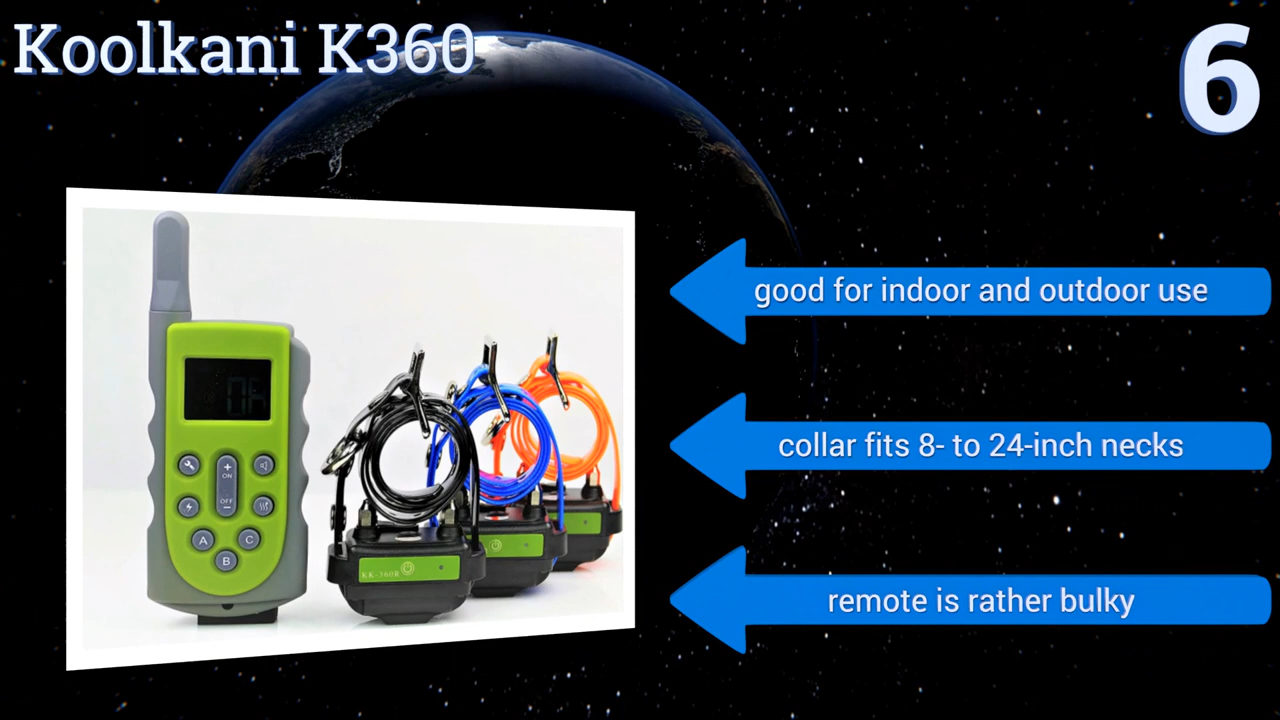 Koolkani K360
6
good for indoor and outdoor use
collar fits 8- to 24-inch necks
remote is rather bulky
+
ON
OFF
-
A
C
B
KK-360R